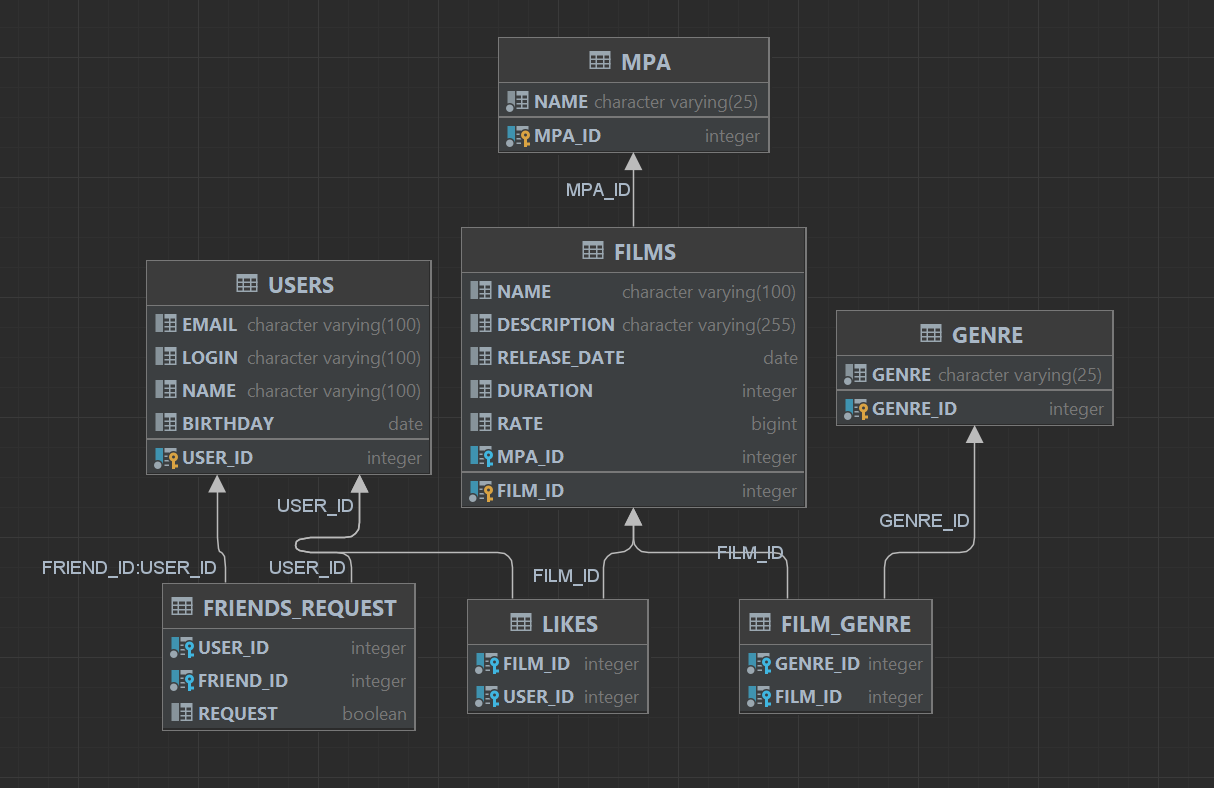 MPA
NAME character varying(25)
MPA_ID integer
MPA_ID
FILMS
NAME character varying(100)
DESCRIPTION character varying(255)
RELEASE_DATE date
DURATION integer
RATE bigint
MPA_ID integer
FILM_ID integer
USERS
EMAIL character varying(100)
LOGIN character varying(100)
NAME character varying(100)
BIRTHDAY date
USER_ID integer
GENRE
GENRE character varying(25)
GENRE_ID integer
USER_ID
GENRE_ID
FILM_ID
FRIEND_ID:USER_ID
USER_ID
FILM_ID
FRIENDS_REQUEST
USER_ID integer
FRIEND_ID integer
REQUEST boolean
LIKES
FILM_ID integer
USER_ID integer
FILM_GENRE
GENRE_ID integer
FILM_ID integer